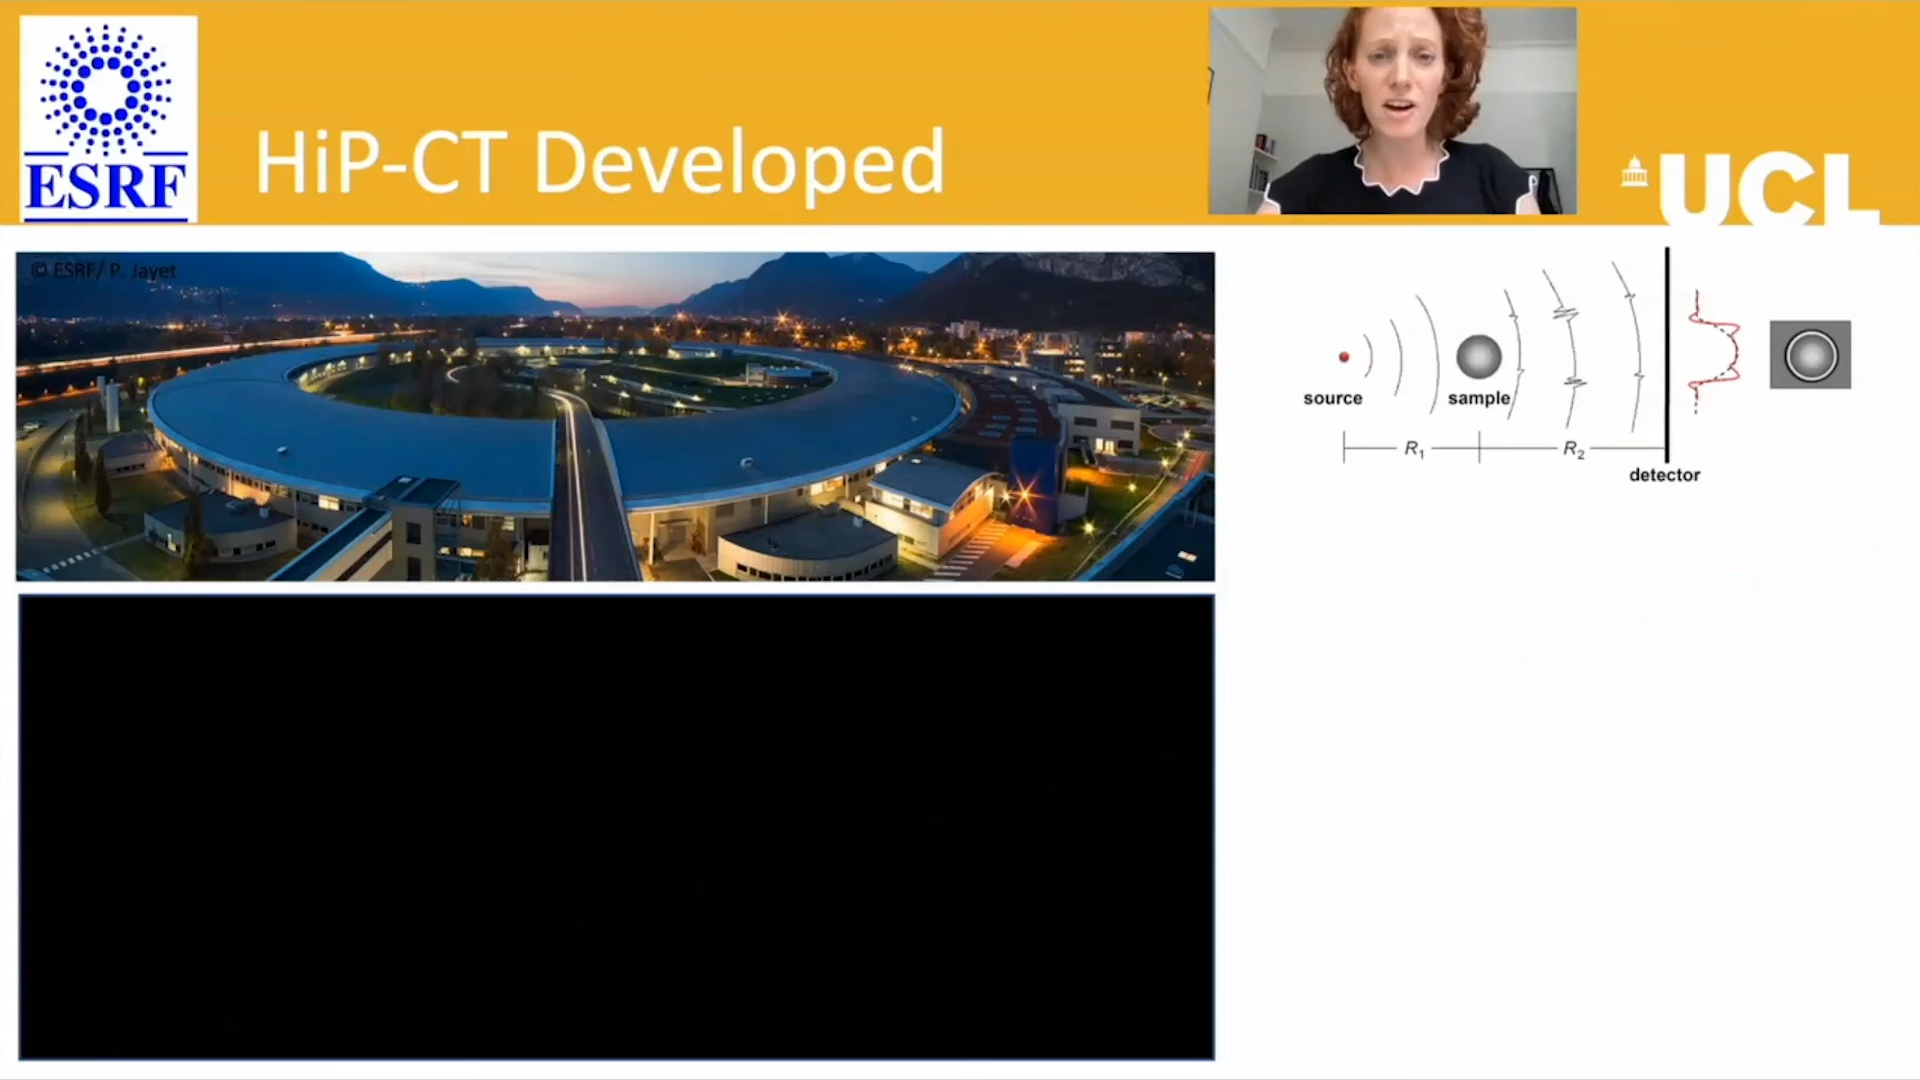 ESRF
HiP-CT Developed
UCL
© ESRF/ P. Jayet
source
sample
R1
R2
detector